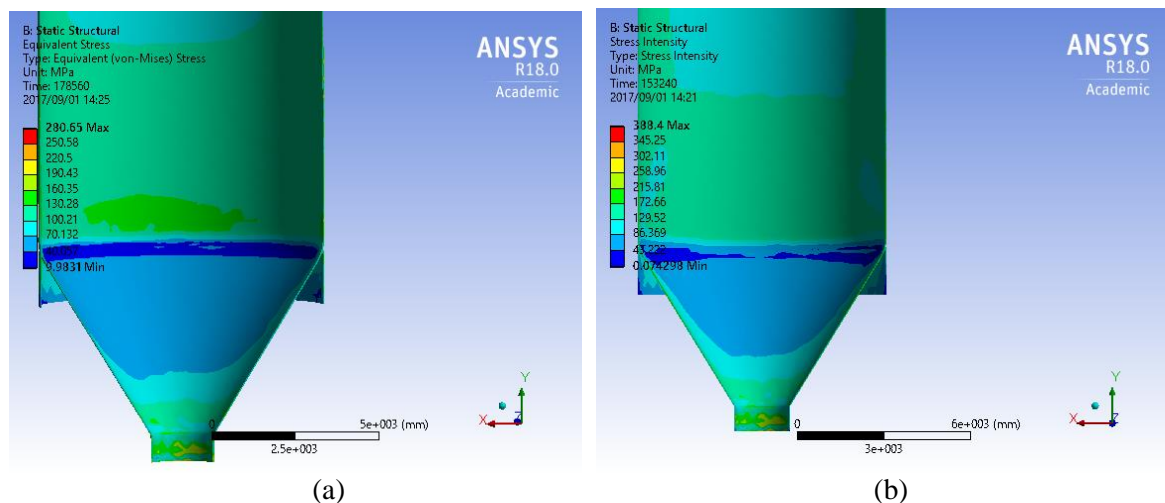 B: Static Structural
Equivalent Stress
Type: Equivalent (von-Mises) Stress
Unit: MPa
Time: 178560
2017/09/01 14:25
ANSYS
R18.0
Academic
280.65 Max
250.58
220.5
190.43
160.35
130.28
100.21
70.132
9.9831 Min
Y
X
Z
0
5e+003 (mm)
2.5e+003
(a)
B: Static Structural
Stress Intensity
Type: Stress Intensity
Unit: MPa
Time: 153240
2017/09/01 14:21
ANSYS
R18.0
Academic
388.4 Max
345.25
302.11
258.96
215.81
172.66
129.52
86.369
43.222
0.074298 Min
Y
X
Z
0
6e+003 (mm)
3e+003
(b)